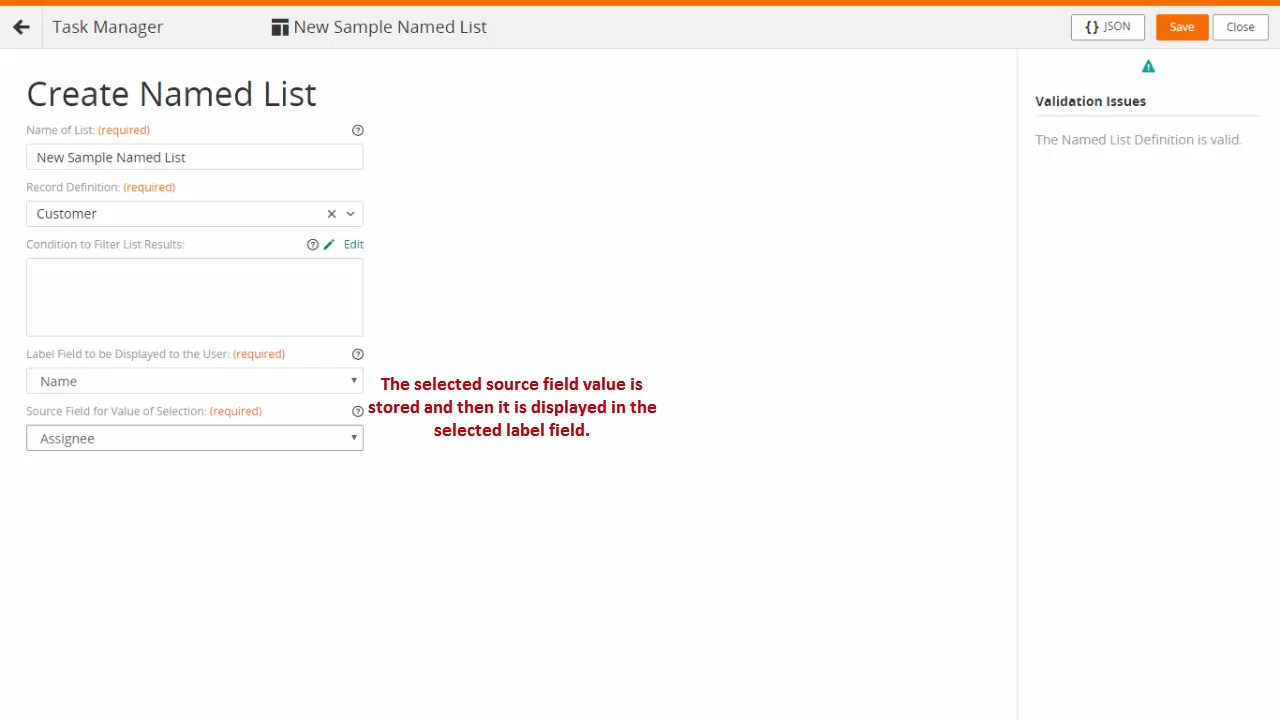 Task Manager
New Sample Named List
{} JSON
Save
Close
Create Named List
Name of List: (required)
New Sample Named List
Record Definition: (required)
Customer
Condition to Filter List Results:
Edit
Label Field to be Displayed to the User: (required)
Name
Source Field for Value of Selection: (required)
Assignee
The selected source field value is
stored and then it is displayed in the
selected label field.
Validation Issues
The Named List Definition is valid.